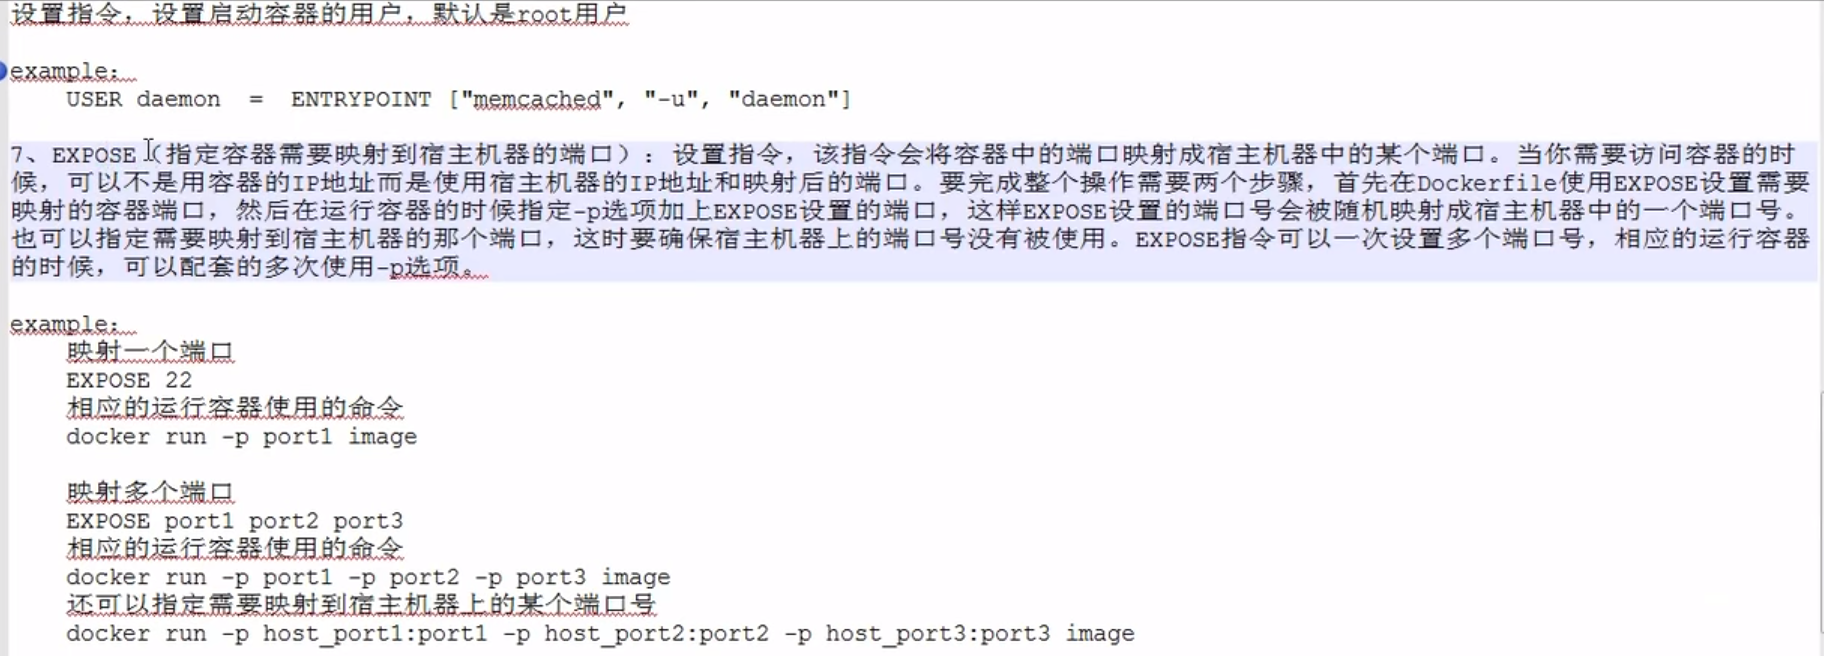 设置指令，设置启动容器的用户，默认是root用户
example：
USER daemon  =  ENTRYPOINT ["memcached", "-u", "daemon"]
7、EXPOSE（指定容器需要映射到宿主机器的端口）：设置指令，该指令会将容器中的端口映射成宿主机器中的某个端口。当你需要访问容器的时
候，可以不是用容器的IP地址而是使用宿主机器的IP地址和映射后的端口。要完成整个操作需要两个步骤，首先在Dockerfile使用EXPOSE设置需要
映射的容器端口，然后在运行容器的时候指定-p选项加上EXPOSE设置的端口，这样EXPOSE设置的端口号会被随机映射成宿主机器中的一个端口号。
也可以指定需要映射到宿主机器的那个端口，这时要确保宿主机器上的端口号没有被使用。EXPOSE指令可以一次设置多个端口号，相应的运行容器
的时候，可以配套的多次使用-p选项。
example：
映射一个端口
EXPOSE 22
相应的运行容器使用的命令
docker run -p port1 image
映射多个端口
EXPOSE port1 port2 port3
相应的运行容器使用的命令
docker run -p port1 -p port2 -p port3 image
还可以指定需要映射到宿主机器上的某个端口号
docker run -p host_port1:port1 -p host_port2:port2 -p host_port3:port3 image